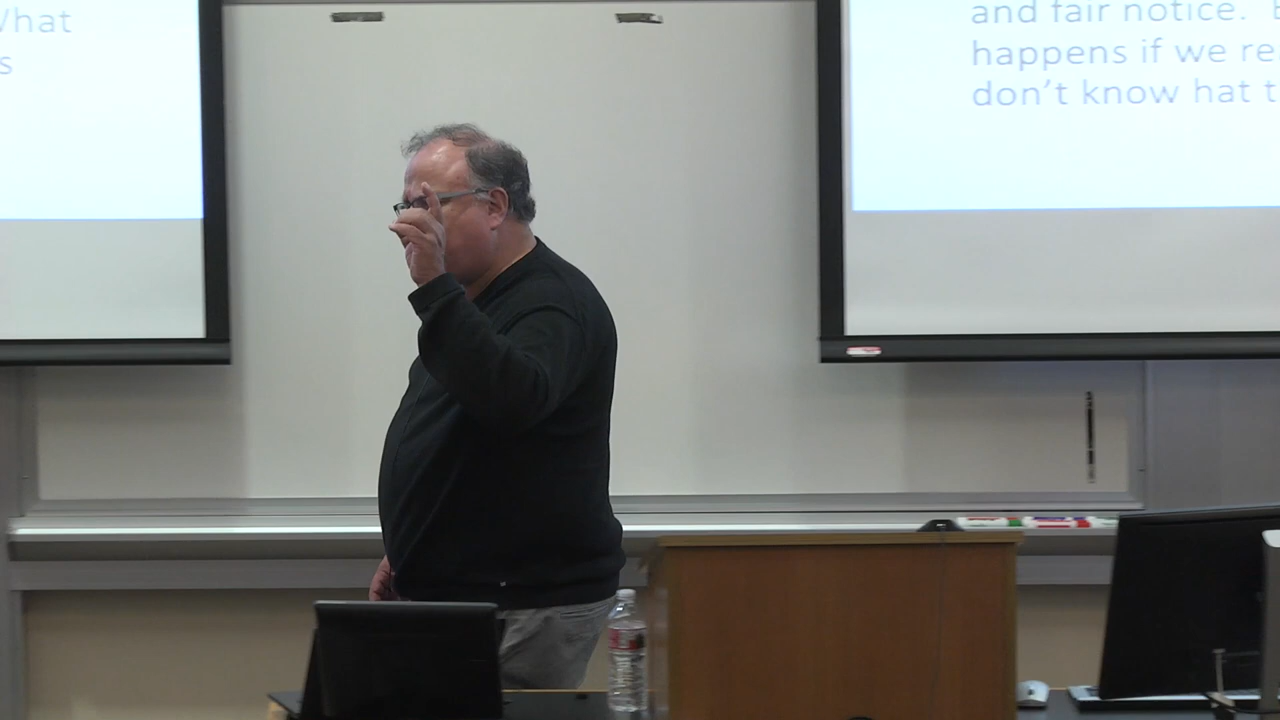 What
s
and fair notice.
happens if we re
don't know hat t